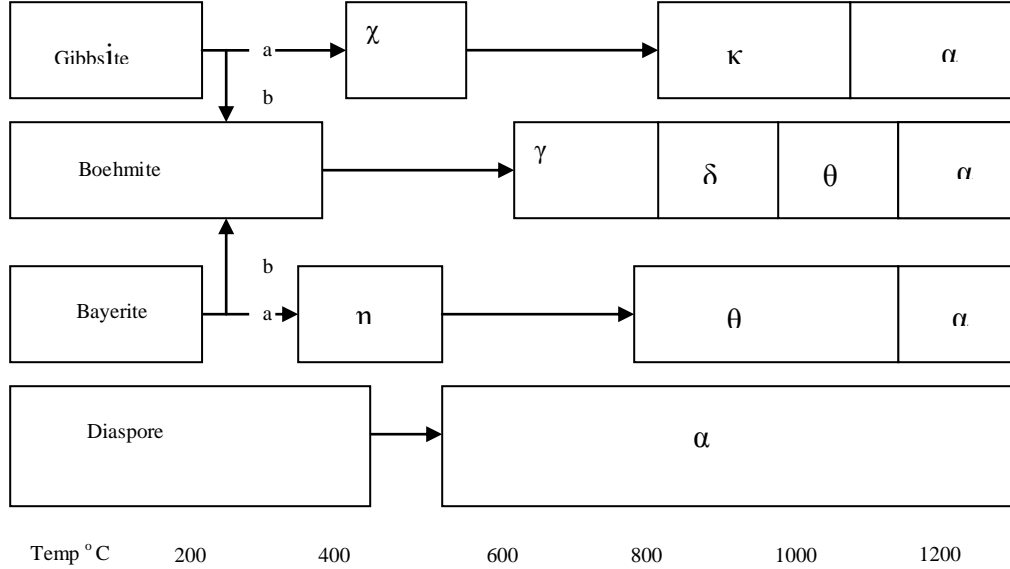 Gibbsite a χ κ α
b
Boehmite γ δ θ α
b
Bayerite a η θ α
Diaspore α
Temp °C 200 400 600 800 1000 1200